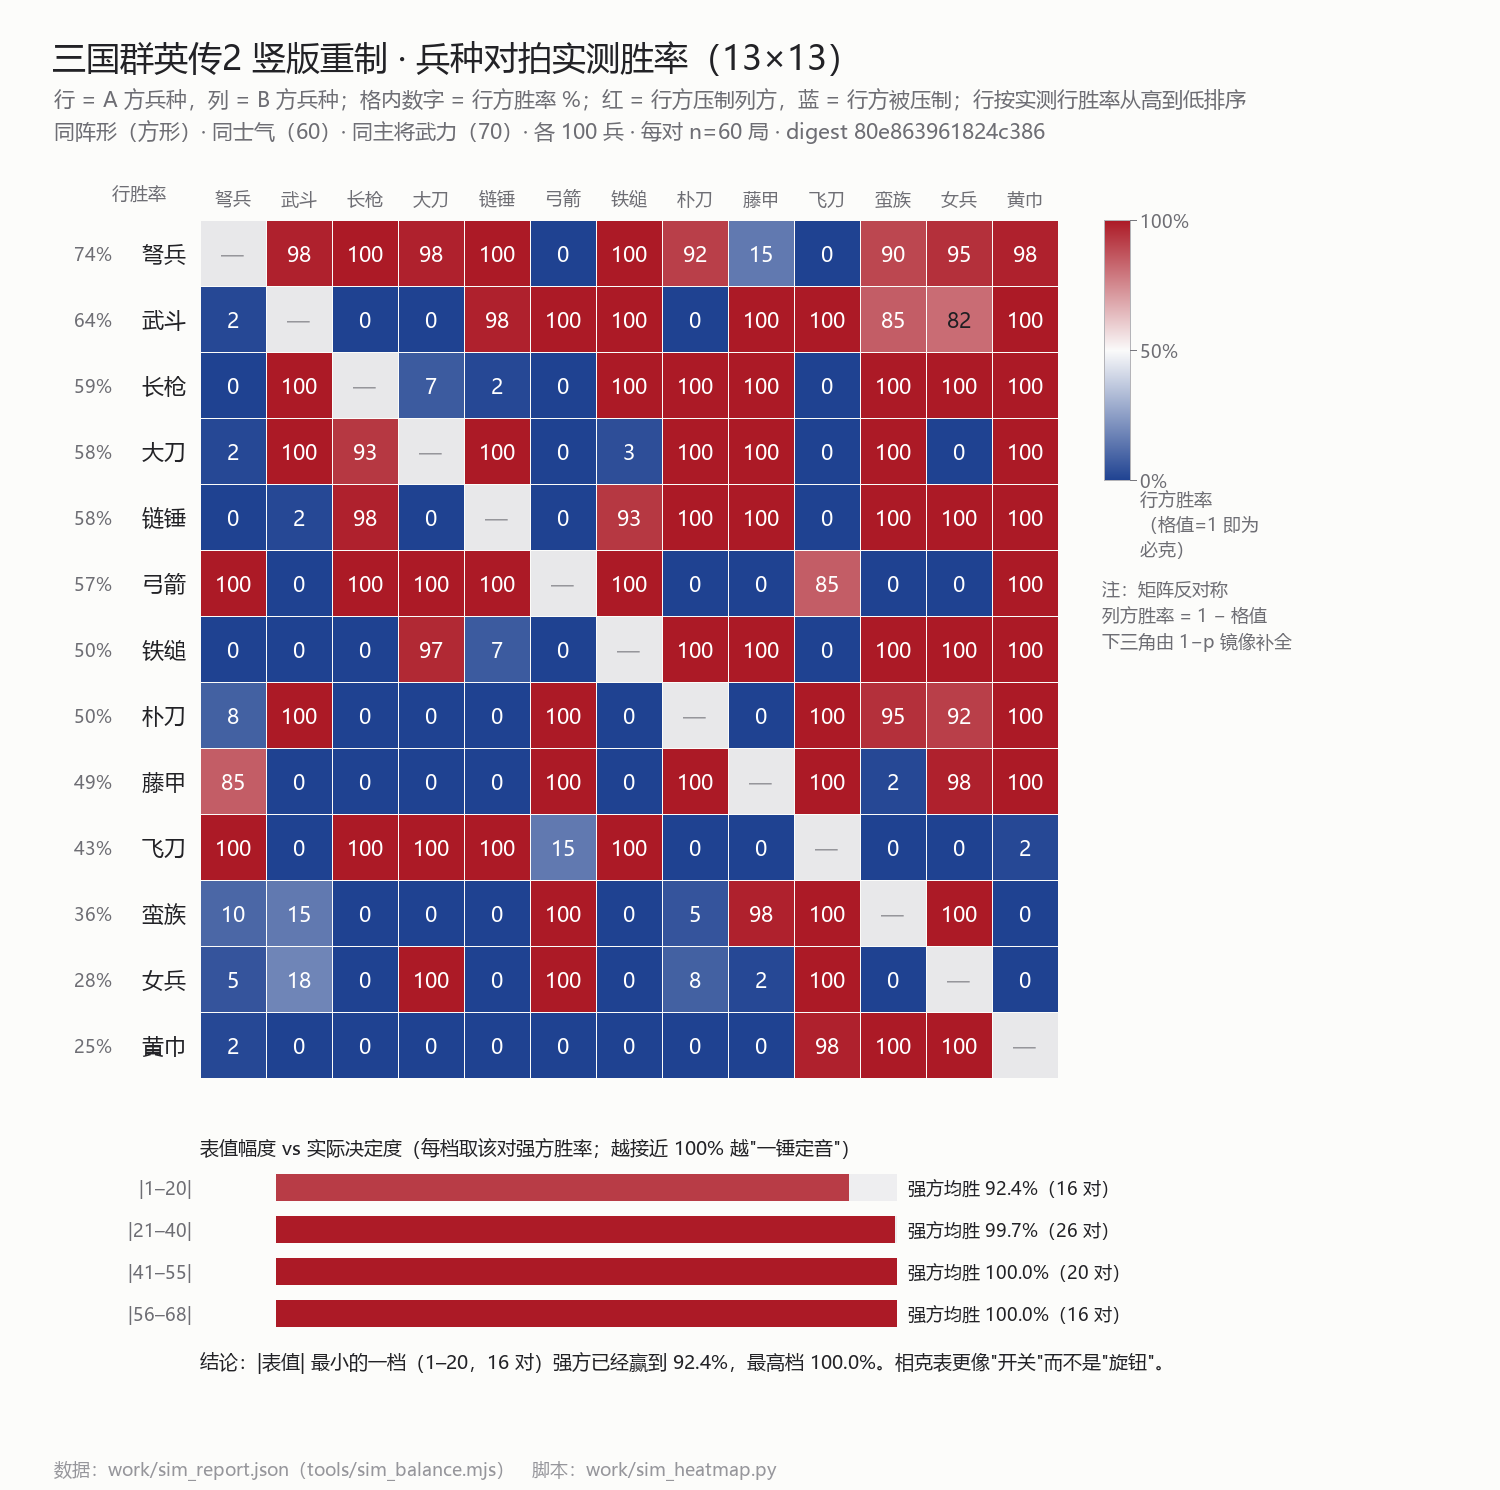 三国群英传2 竖版重制 · 兵种对拍实测胜率（13×13）
行 = A 方兵种，列 = B 方兵种；格内数字 = 行方胜率 %；红 = 行方压制列方，蓝 = 行方被压制；行按实测行胜率从高到低排序
同阵形（方形）· 同士气（60）· 同主将武力（70）· 各 100 兵 · 每对 n=60 局 · digest 80e863961824c386
行胜率 弩兵 武斗 长枪 大刀 链锤 弓箭 铁鎚 朴刀 藤甲 飞刀 蛮族 女兵 黄巾
74% 弩兵 — 98 100 98 100 0 100 92 15 0 90 95 98
64% 武斗 2 — 0 0 98 100 100 0 100 100 85 82 100
59% 长枪 0 100 — 7 2 0 100 100 100 0 100 100 100
58% 大刀 2 100 93 — 100 0 3 100 100 0 100 0 100
58% 链锤 0 2 98 0 — 0 93 100 100 0 100 100 100
57% 弓箭 100 0 100 100 100 — 100 0 0 85 0 0 100
50% 铁鎚 0 0 0 97 7 0 — 100 100 0 100 100 100
50% 朴刀 8 100 0 0 0 100 0 — 0 100 95 92 100
49% 藤甲 85 0 0 0 0 100 0 100 — 100 2 98 100
43% 飞刀 100 0 100 100 100 15 100 0 0 — 0 0 2
36% 蛮族 10 15 0 0 0 100 0 5 98 100 — 100 0
28% 女兵 5 18 0 100 0 100 0 8 2 100 0 — 0
25% 黄巾 2 0 0 0 0 0 0 0 0 98 100 100 —
100%
50%
0%
行方胜率
（格值=1 即为
必克）
注：矩阵反对称
列方胜率 = 1 − 格值
下三角由 1−p 镜像补全
表值幅度 vs 实际决定度（每档取该对强方胜率；越接近 100% 越"一锤定音"）
|1–20| 强方均胜 92.4%（16 对）
|21–40| 强方均胜 99.7%（26 对）
|41–55| 强方均胜 100.0%（20 对）
|56–68| 强方均胜 100.0%（16 对）
结论：|表值| 最小的一档（1–20，16 对）强方已经赢到 92.4%，最高档 100.0%。相克表更像"开关"而不是"旋钮"。
数据：work/sim_report.json（tools/sim_balance.mjs） 脚本：work/sim_heatmap.py